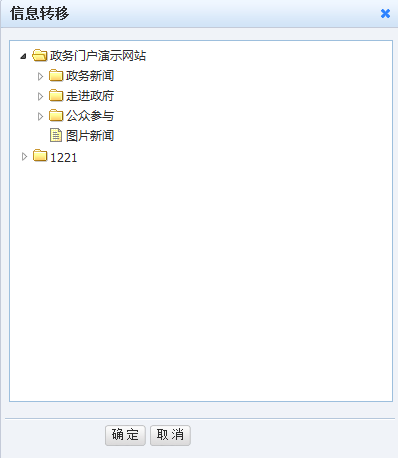 信息转移
政务门户演示网站
政务新闻
走进政府
公众参与
图片新闻
1221
确定 取消